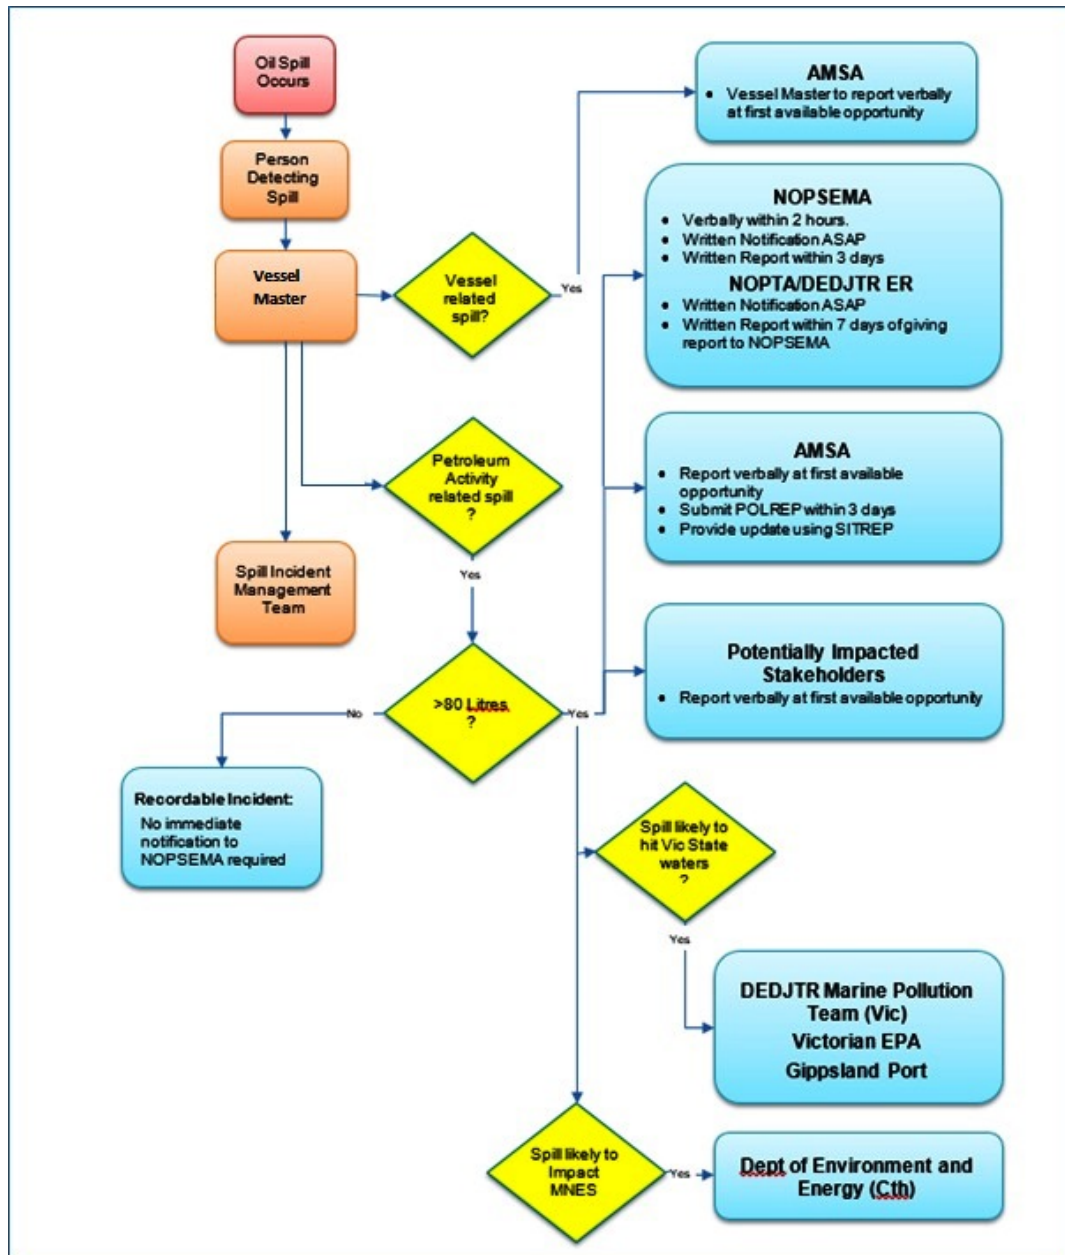 Oil Spill
Occurs
Person
Detecting
Spill
Vessel
Master
Vessel
related
spill?
Yes
AMSA
• Vessel Master to report verbally
at first available opportunity
NOPSEMA
• Verbally within 2 hours.
• Written Notification ASAP
• Written Report within 3 days
NOPTA/DEDJTR ER
• Written Notification ASAP
• Written Report within 7 days of giving
report to NOPSEMA
Petroleum
Activity
related spill
?
Yes
AMSA
• Report verbally at first available
opportunity
• Submit POLREP within 3 days
• Provide update using SITREP
Spill Incident
Management
Team
>80 Litres
?
No
Yes
Potentially Impacted
Stakeholders
• Report verbally at first available opportunity
Recordable Incident:
No immediate
notification to
NOPSEMA required
Spill likely to
hit Vic State
waters
?
Yes
DEDJTR Marine Pollution
Team (Vic)
Victorian EPA
Gippsland Port
Spill likely to
Impact
MNES
Yes
Dept of Environment and
Energy (Cth)